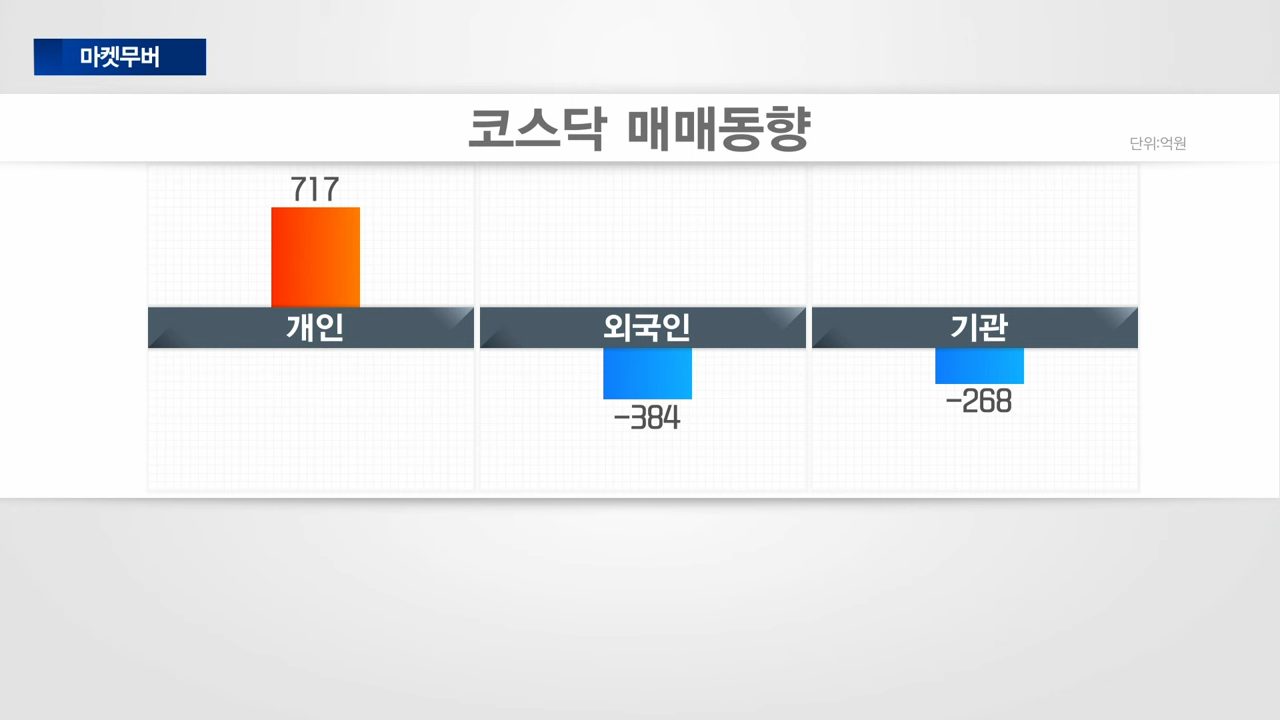 마켓무버
코스닥 매매동향
단위:억원
717
개인
외국인
기관
-384
-268